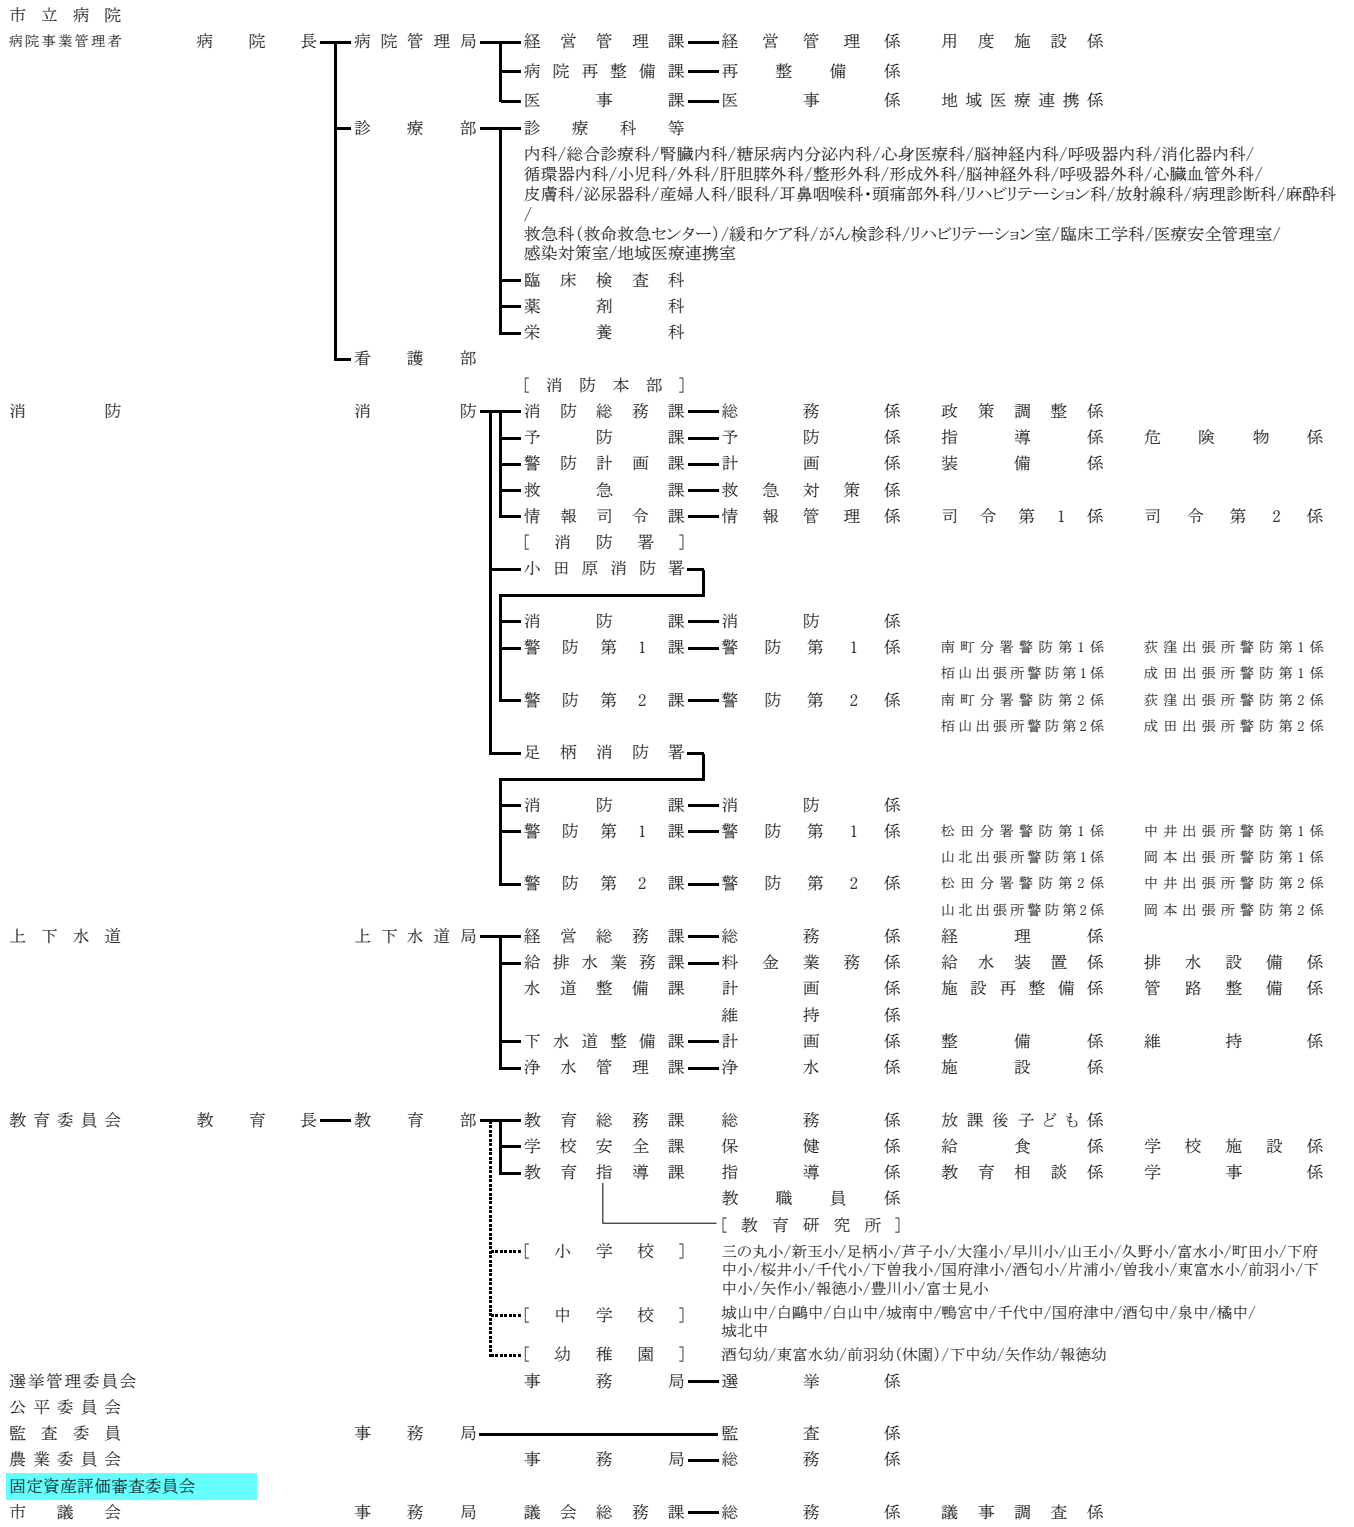 市立病院
病院事業管理者 病院長 病院管理局 経営管理課 経営管理係 用度施設係
病院再整備課 再整備係
医事課 医事係 地域医療連携係
診療部 診療科等
内科/総合診療科/腎臓内科/糖尿病内分泌内科/心身医療科/脳神経内科/呼吸器内科/消化器内科/
循環器内科/小児科/外科/肝胆膵外科/整形外科/形成外科/脳神経外科/呼吸器外科/心臓血管外科/
皮膚科/泌尿器科/産婦人科/眼科/耳鼻咽喉科・頭痛部外科/リハビリテーション科/放射線科/病理診断科/麻酔科
/
救急科(救命救急センター)/緩和ケア科/がん検診科/リハビリテーション室/臨床工学科/医療安全管理室/
感染対策室/地域医療連携室
臨床検査科
薬剤科
栄養科
看護部
[消防本部]
消防 消防 消防総務課 総務係 政策調整係
予防課 予防係 指導係 危険物係
警防計画課 計画係 装備係
救急課 救急対策係
情報司令課 情報管理係 司令第1係 司令第2係
[消防署]
小田原消防署
消防課 消防係
警防第1課 警防第1係 南町分署警防第1係 荻窪出張所警防第1係
栢山出張所警防第1係 成田出張所警防第1係
警防第2課 警防第2係 南町分署警防第2係 荻窪出張所警防第2係
栢山出張所警防第2係 成田出張所警防第2係
足柄消防署
消防課 消防係
警防第1課 警防第1係 松田分署警防第1係 中井出張所警防第1係
山北出張所警防第1係 岡本出張所警防第1係
警防第2課 警防第2係 松田分署警防第2係 中井出張所警防第2係
山北出張所警防第2係 岡本出張所警防第2係
上下水道 上下水道局 経営総務課 総務係 経理係
給排水業務課 料金業務係 給水装置係 排水設備係
水道整備課 計画係 施設再整備係 管路整備係
維持係
下水道整備課 計画係 整備係 維持係
浄水管理課 浄水係 施設係
教育委員会 教育長 教育部 教育総務課 総務係 放課後子ども係
学校安全課 保健係 給食係 学校施設係
教育指導課 指導係 教育相談係 学事係
教職員係
[教育研究所]
[小学校] 三の丸小/新玉小/足柄小/芦子小/大窪小/早川小/山王小/久野小/富水小/町田小/下府
中小/桜井小/千代小/下曽我小/国府津小/酒匂小/片浦小/曽我小/東富水小/前羽小/下
中小/矢作小/報徳小/豊川小/富士見小
[中学校] 城山中/白鷗中/白山中/城南中/鴨宮中/千代中/国府津中/酒匂中/泉中/橘中/
城北中
[幼稚園] 酒匂幼/東富水幼/前羽幼(休園)/下中幼/矢作幼/報徳幼
選挙管理委員会 事務局 選挙係
公平委員会
監査委員 事務局 監査係
農業委員会 事務局 総務係
固定資産評価審査委員会
市議会 事務局 議会総務課 総務係 議事調査係